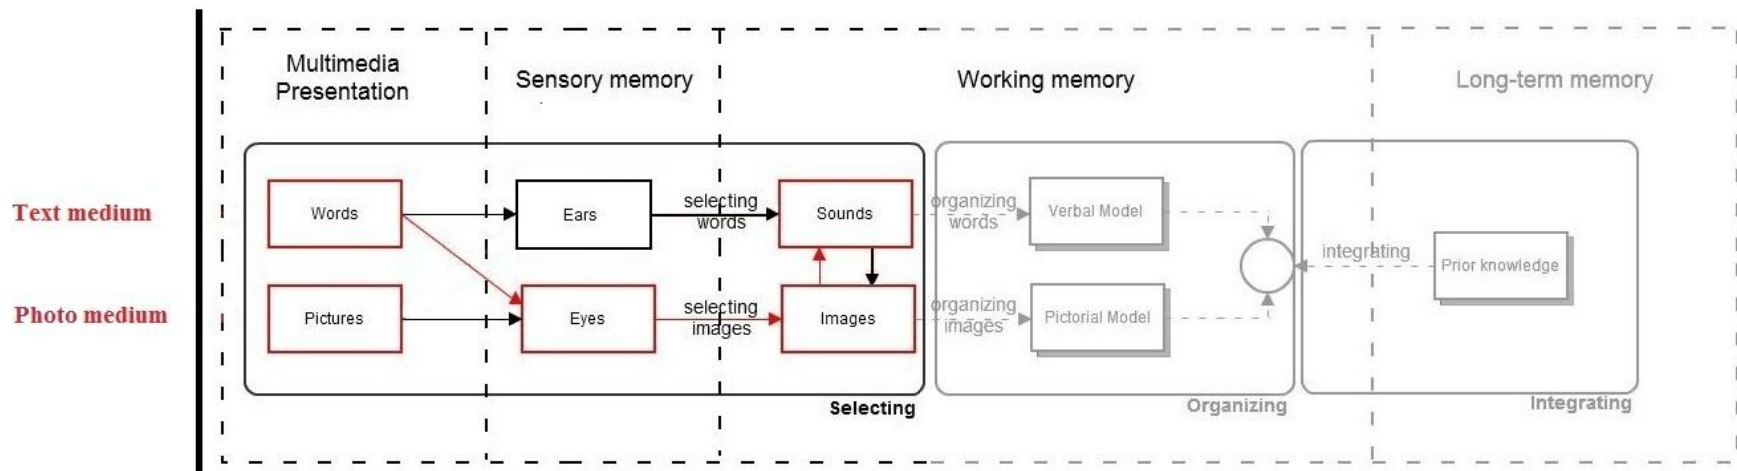 Multimedia
Presentation
Sensory memory
Working memory
Long-term memory
Text medium
Words
Ears
selecting
words
Sounds
organizing
words
Verbal Model
integrating
Prior knowledge
Photo medium
Pictures
Eyes
selecting
images
Images
organizing
images
Pictorial Model
Selecting
Organizing
Integrating